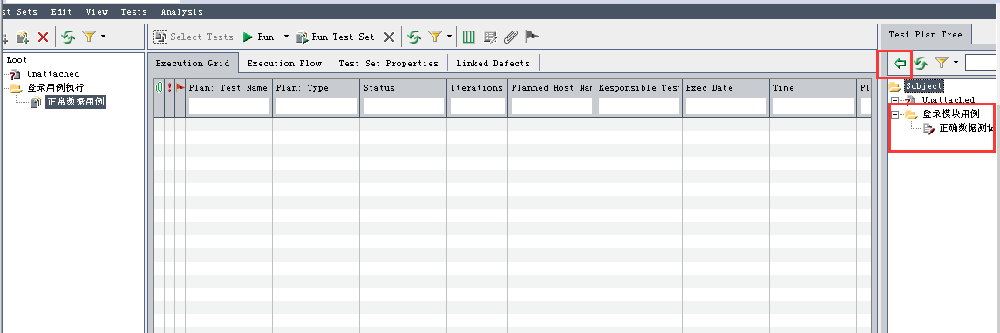 st Sets Edit View Tests Analysis
Select Tests Run Run Test Set
Test Plan Tree
Root
Unattached
登录用例执行
正常数据用例
Execution Grid Execution Flow Test Set Properties Linked Defects
Plan: Test Name Plan: Type Status Iterations Planned Host Nam Responsible Tes Exec Date Time Pl
Subject
Unattached
登录模块用例
正确数据测试